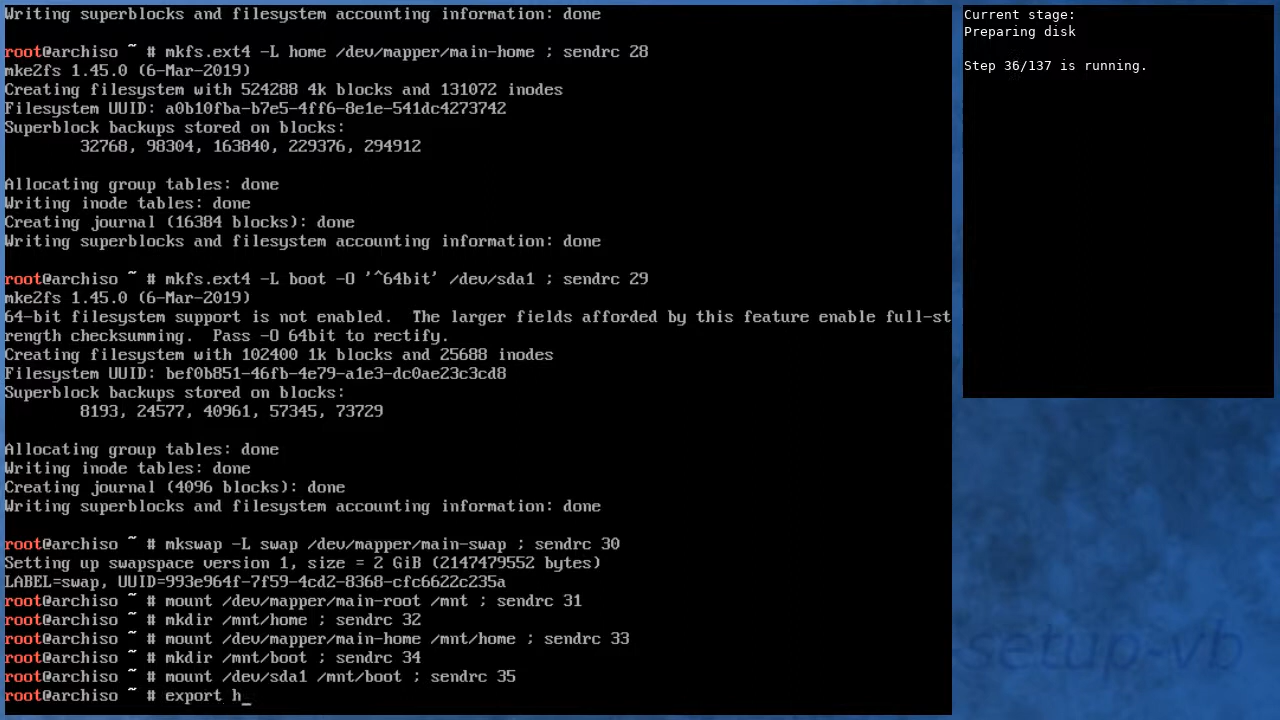 Writing superblocks and filesystem accounting information: done
root@archiso ~ # mkfs.ext4 -L home /dev/mapper/main-home ; sendrc 28
mke2fs 1.45.0 (6-Mar-2019)
Creating filesystem with 524288 4k blocks and 131072 inodes
Filesystem UUID: a0b10fba-b7e5-4ff6-8e1e-541dc4273742
Superblock backups stored on blocks:
32768, 98304, 163840, 229376, 294912
Allocating group tables: done
Writing inode tables: done
Creating journal (16384 blocks): done
Writing superblocks and filesystem accounting information: done
root@archiso ~ # mkfs.ext4 -L boot -O '^64bit' /dev/sda1 ; sendrc 29
mke2fs 1.45.0 (6-Mar-2019)
64-bit filesystem support is not enabled.  The larger fields afforded by this feature enable full-st
rength checksumming.  Pass -O 64bit to rectify.
Creating filesystem with 102400 1k blocks and 25688 inodes
Filesystem UUID: bef0b851-46fb-4e79-a1e3-dc0ae23c3cd8
Superblock backups stored on blocks:
8193, 24577, 40961, 57345, 73729
Allocating group tables: done
Writing inode tables: done
Creating journal (4096 blocks): done
Writing superblocks and filesystem accounting information: done
root@archiso ~ # mkswap -L swap /dev/mapper/main-swap ; sendrc 30
Setting up swapspace version 1, size = 2 GiB (2147479552 bytes)
LABEL=swap, UUID=993e964f-7f59-4cd2-8368-cfc6622c235a
root@archiso ~ # mount /dev/mapper/main-root /mnt ; sendrc 31
root@archiso ~ # mkdir /mnt/home ; sendrc 32
root@archiso ~ # mount /dev/mapper/main-home /mnt/home ; sendrc 33
root@archiso ~ # mkdir /mnt/boot ; sendrc 34
root@archiso ~ # mount /dev/sda1 /mnt/boot ; sendrc 35
root@archiso ~ # export h_
Current stage:
Preparing disk
Step 36/137 is running.
setup-vb